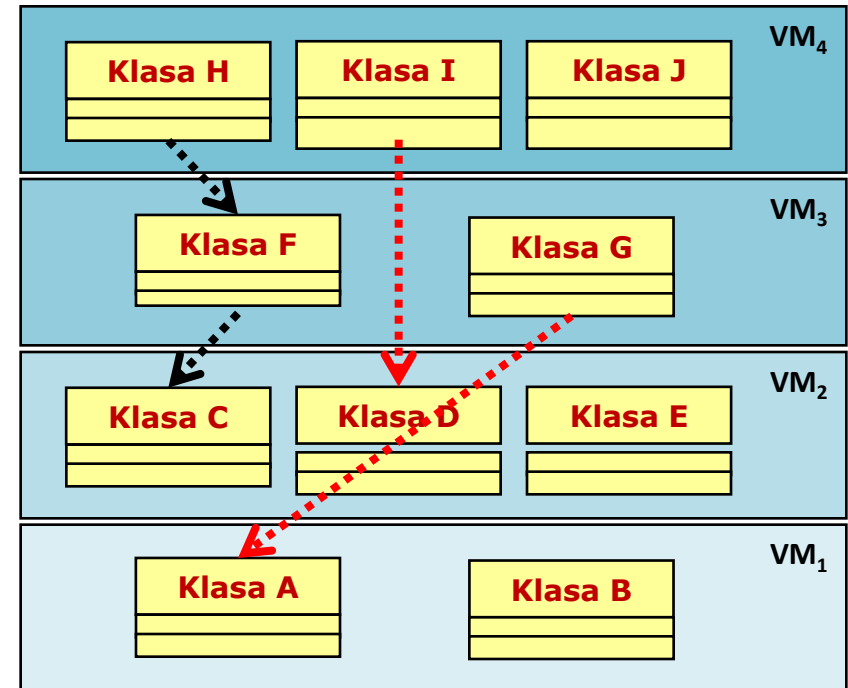 VM₄
Klasa H
Klasa I
Klasa J
VM₃
Klasa F
Klasa G
VM₂
Klasa C
Klasa D
Klasa E
VM₁
Klasa A
Klasa B